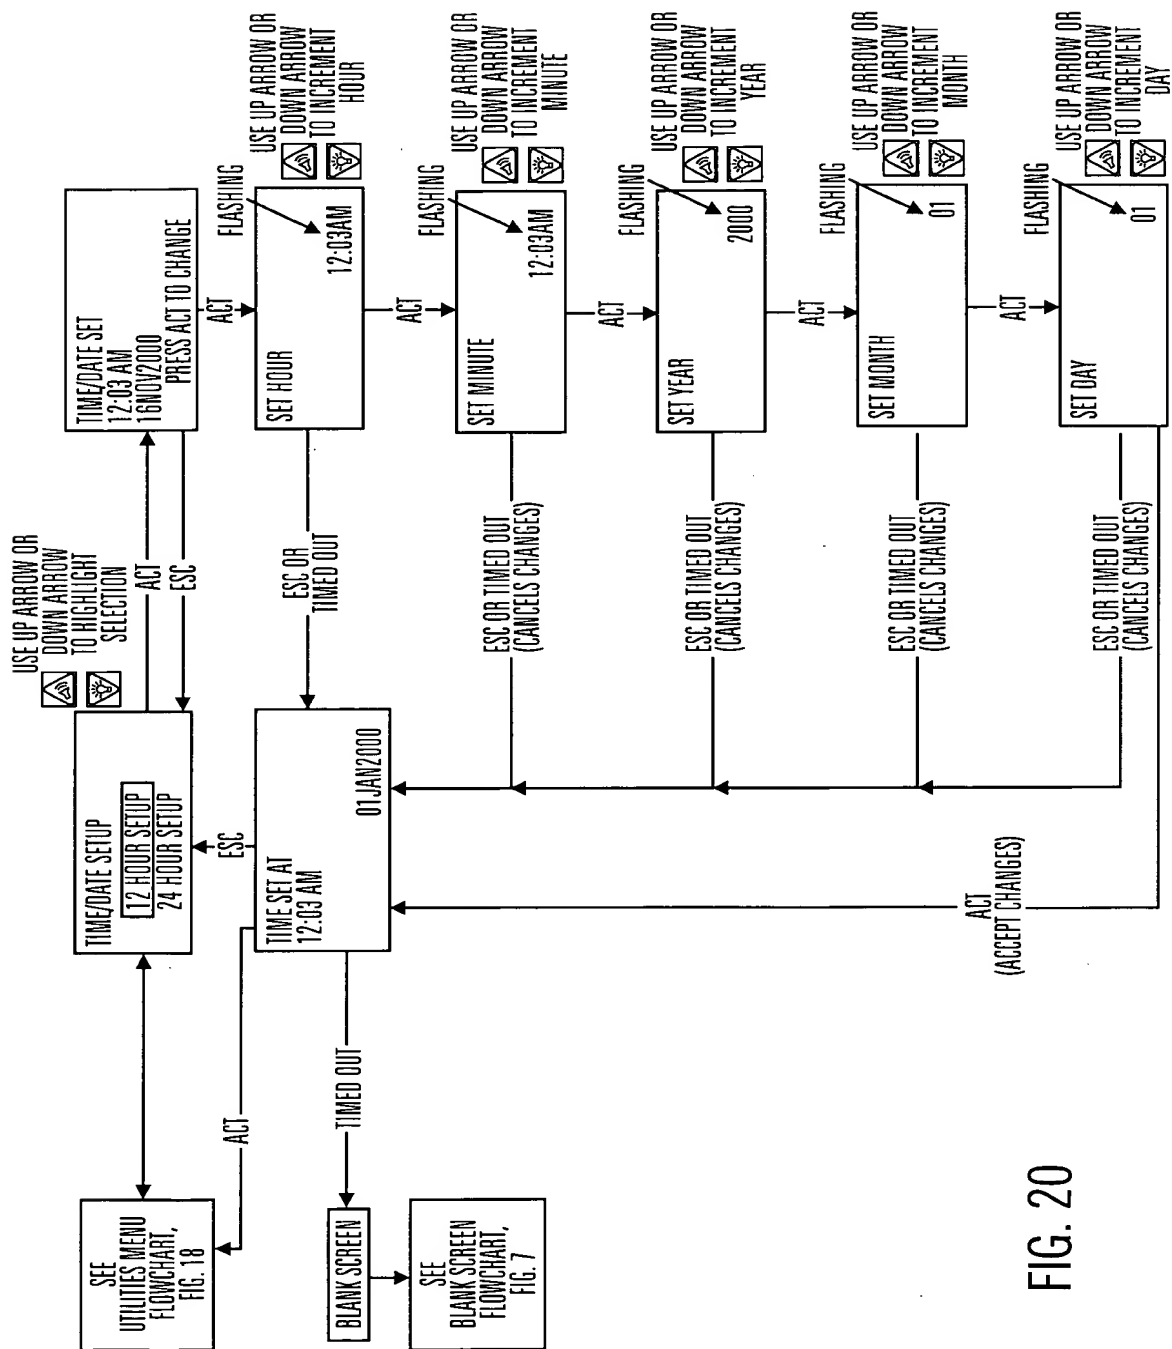 SEE
UTILITIES MENU
FLOWCHART,
FIG. 18
TIME/DATE SETUP
12 HOUR SETUP
24 HOUR SETUP
USE UP ARROW OR
DOWN ARROW
TO HIGHLIGHT
SELECTION
ACT
ESC
TIME/DATE SET
12:03 AM
16NOV2000
PRESS ACT TO CHANGE
ACT
ACT
ESC
TIME SET AT
12:03 AM
01JAN2000
ESC OR
TIMED OUT
SET HOUR
12:03AM
FLASHING
USE UP ARROW OR
DOWN ARROW
TO INCREMENT
HOUR
TIMED OUT
BLANK SCREEN
SEE
BLANK SCREEN
FLOWCHART,
FIG. 7
ACT
ESC OR TIMED OUT
(CANCELS CHANGES)
SET MINUTE
12:03AM
FLASHING
USE UP ARROW OR
DOWN ARROW
TO INCREMENT
MINUTE
ACT
ESC OR TIMED OUT
(CANCELS CHANGES)
SET YEAR
2000
FLASHING
USE UP ARROW OR
DOWN ARROW
TO INCREMENT
YEAR
ACT
ESC OR TIMED OUT
(CANCELS CHANGES)
SET MONTH
01
FLASHING
USE UP ARROW OR
DOWN ARROW
TO INCREMENT
MONTH
ACT
ESC OR TIMED OUT
(CANCELS CHANGES)
SET DAY
01
FLASHING
USE UP ARROW OR
DOWN ARROW
TO INCREMENT
DAY
ACT
(ACCEPT CHANGES)
FIG. 20